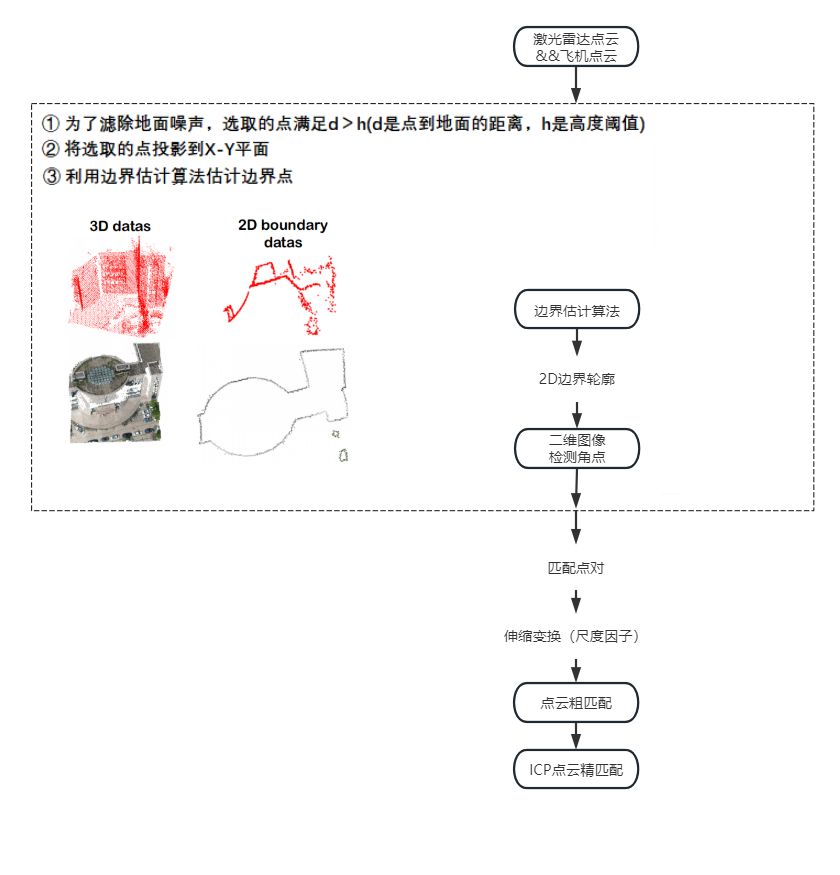 激光雷达点云
&&飞机点云
① 为了滤除地面噪声，选取的点满足d＞h(d是点到地面的距离，h是高度阈值)
② 将选取的点投影到X-Y平面
③ 利用边界估计算法估计边界点
3D datas
2D boundary
datas
边界估计算法
2D边界轮廓
二维图像
检测角点
匹配点对
伸缩变换（尺度因子）
点云粗匹配
ICP点云精匹配